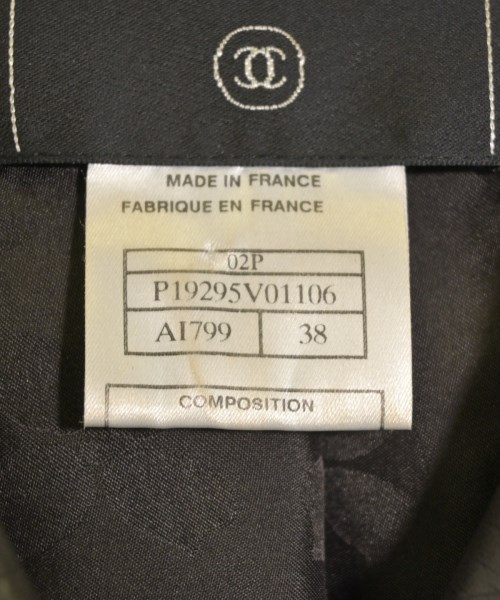 MADE IN FRANCE
FABRIQUE EN FRANCE
02P
P19295V01106
AI799 38
COMPOSITION